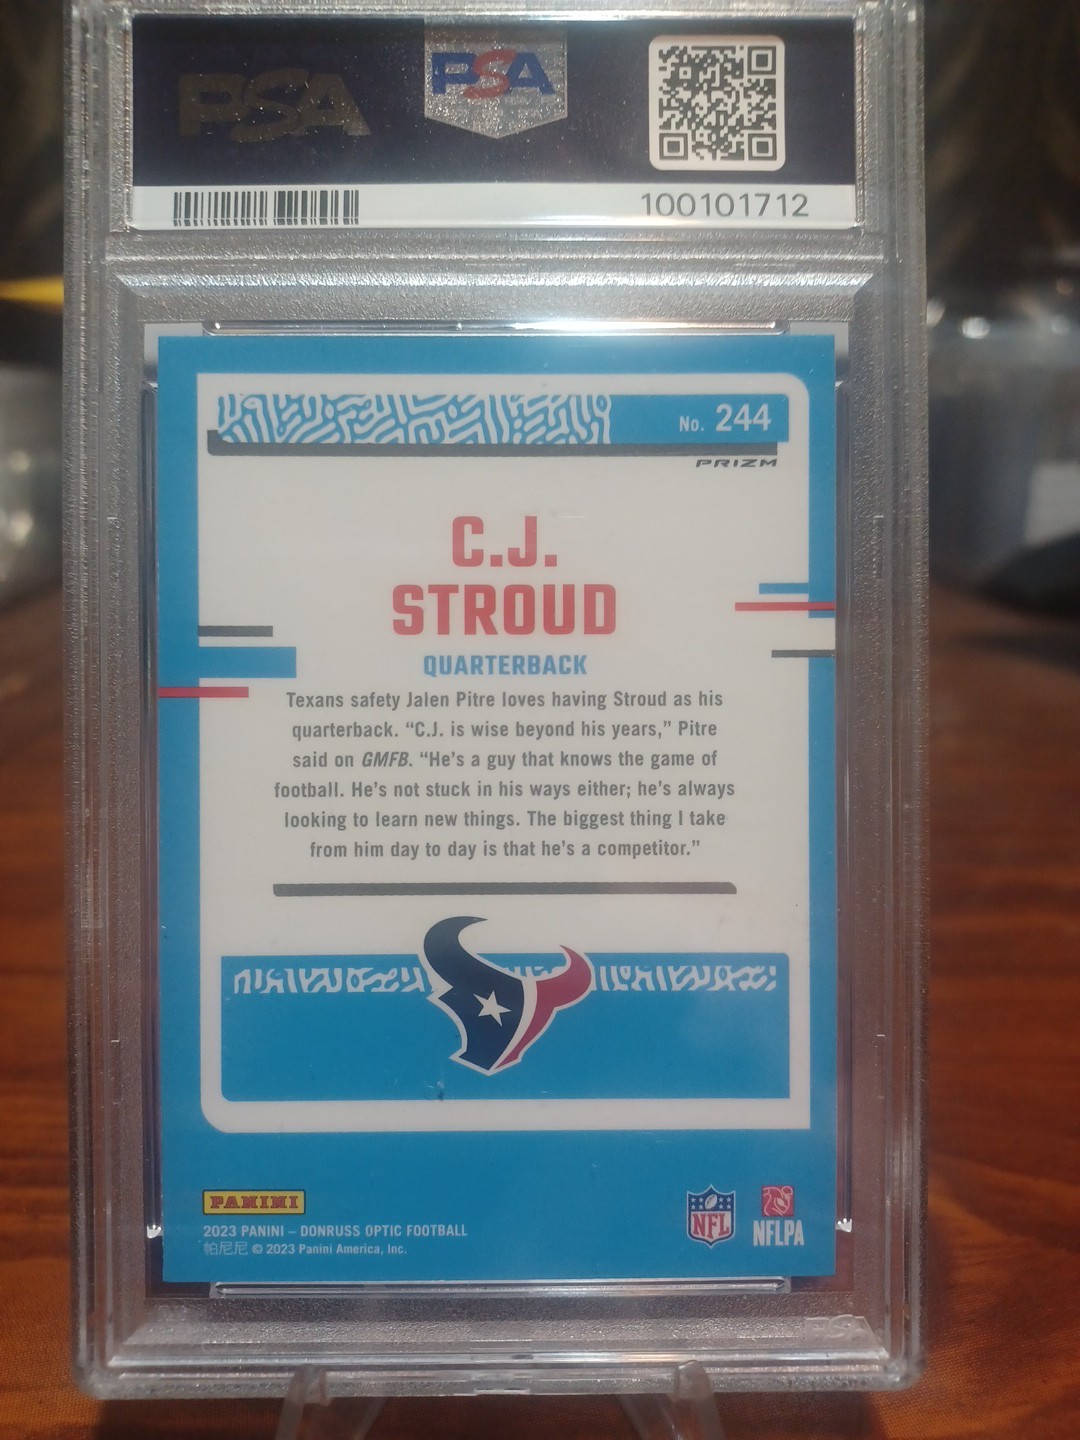 PSA
PSA
100101712
No. 244
PRIZM
C.J.
STROUD
QUARTERBACK
Texans safety Jalen Pitre loves having Stroud as his
quarterback. “C.J. is wise beyond his years,” Pitre
said on GMFB. “He's a guy that knows the game of
football. He's not stuck in his ways either; he's always
looking to learn new things. The biggest thing I take
from him day to day is that he's a competitor.”
PANINI
2023 PANINI – DONRUSS OPTIC FOOTBALL
帕尼尼 © 2023 Panini America, Inc.
NFL
NFLPA
PSA